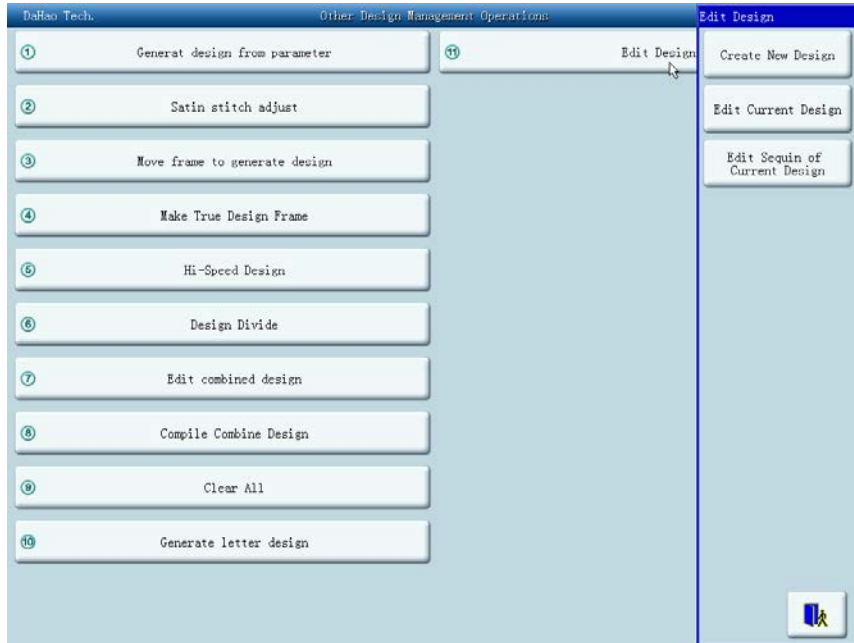 DaHao Tech.
Other Design Management Operations
Edit Design
① Generat design from parameter
② Satin stitch adjust
③ Move frame to generate design
④ Make True Design Frame
⑤ Hi-Speed Design
⑥ Design Divide
⑦ Edit combined design
⑧ Compile Combine Design
⑨ Clear All
⑩ Generate letter design
⑪ Edit Design
Create New Design
Edit Current Design
Edit Sequin of
Current Design